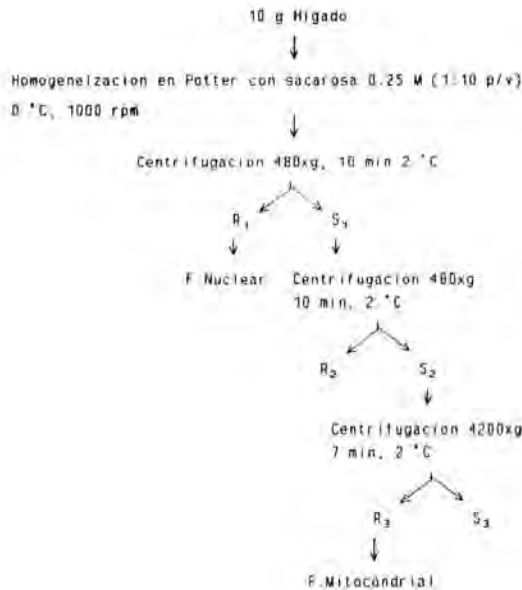 10 g Hígado
Homogeneizacion en Potter con sacarosa 0.25 M (1:10 p/v)
0 °C, 1000 rpm
Centrifugacion 480xg, 10 min 2 °C
R₁ S₁
F Nuclear Centrifugacion 480xg
10 min, 2 °C
R₂ S₂
Centrifugacion 4200xg
7 min, 2 °C
R₃ S₃
F.Mitocondrial